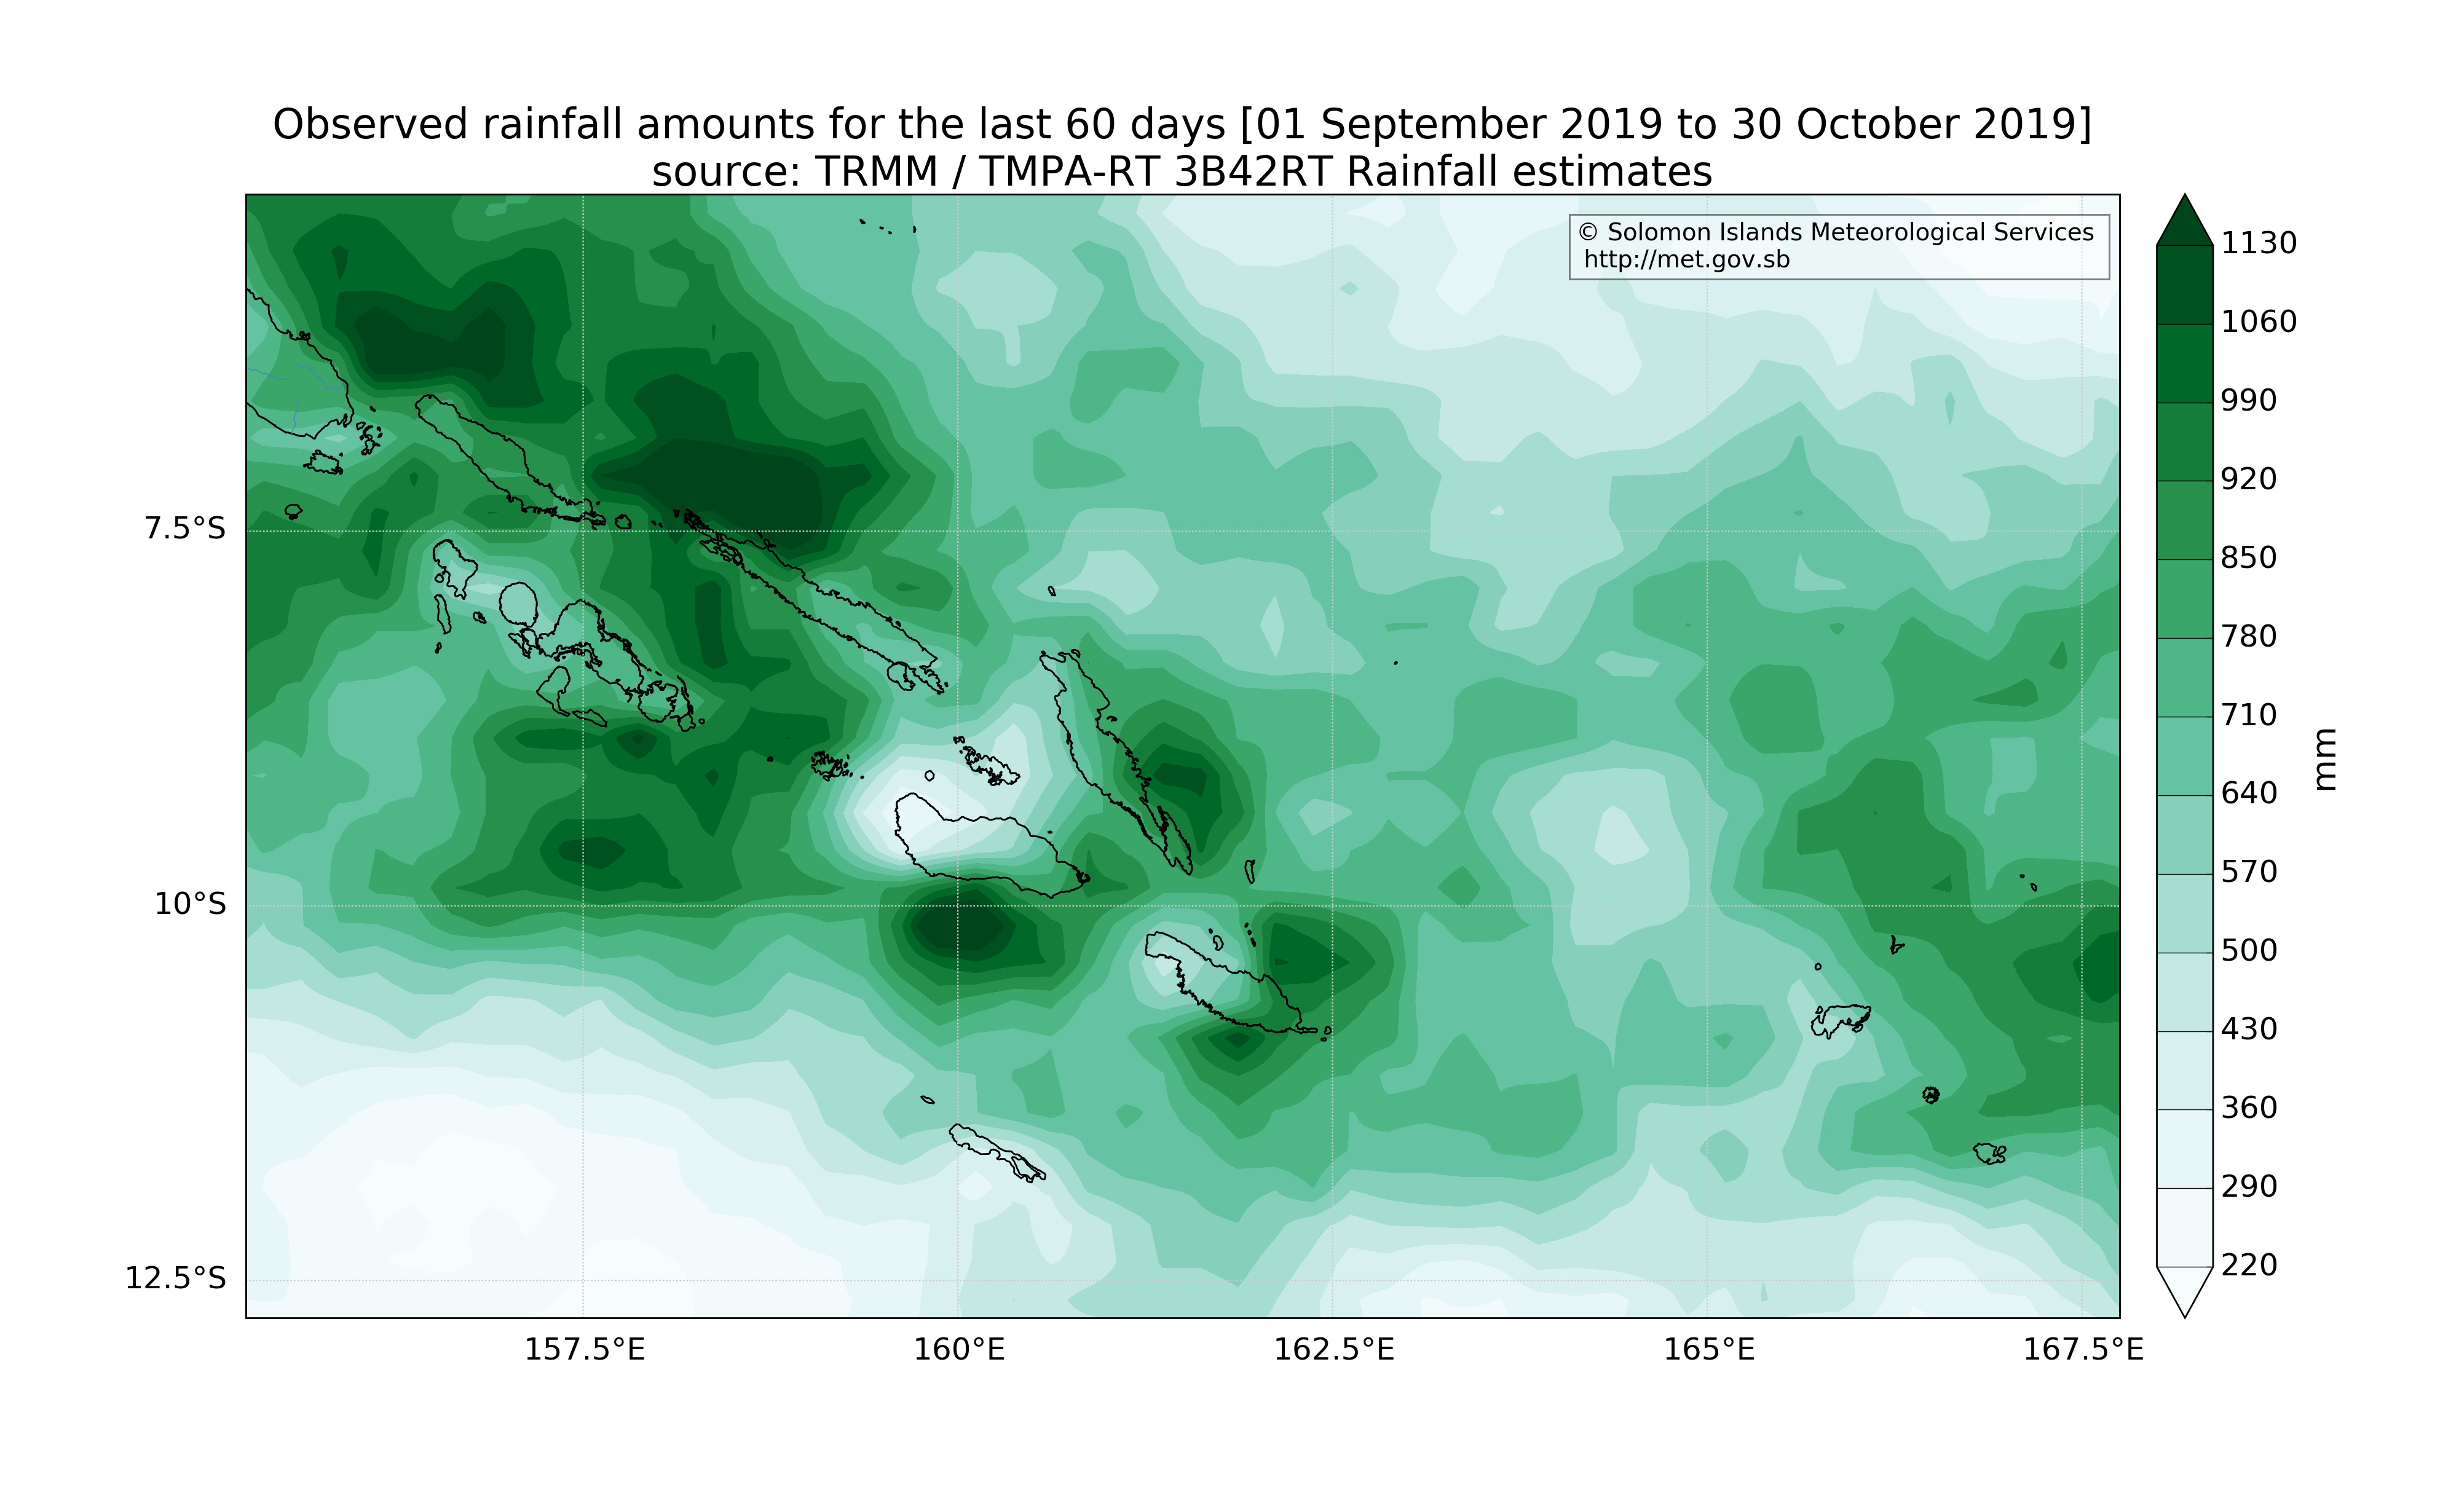 Observed rainfall amounts for the last 60 days [01 September 2019 to 30 October 2019]
source: TRMM / TMPA-RT 3B42RT Rainfall estimates
© Solomon Islands Meteorological Services
http://met.gov.sb
7.5°S
10°S
12.5°S
157.5°E
160°E
162.5°E
165°E
167.5°E
1130
1060
990
920
850
780
710
640
570
500
430
360
290
220
mm